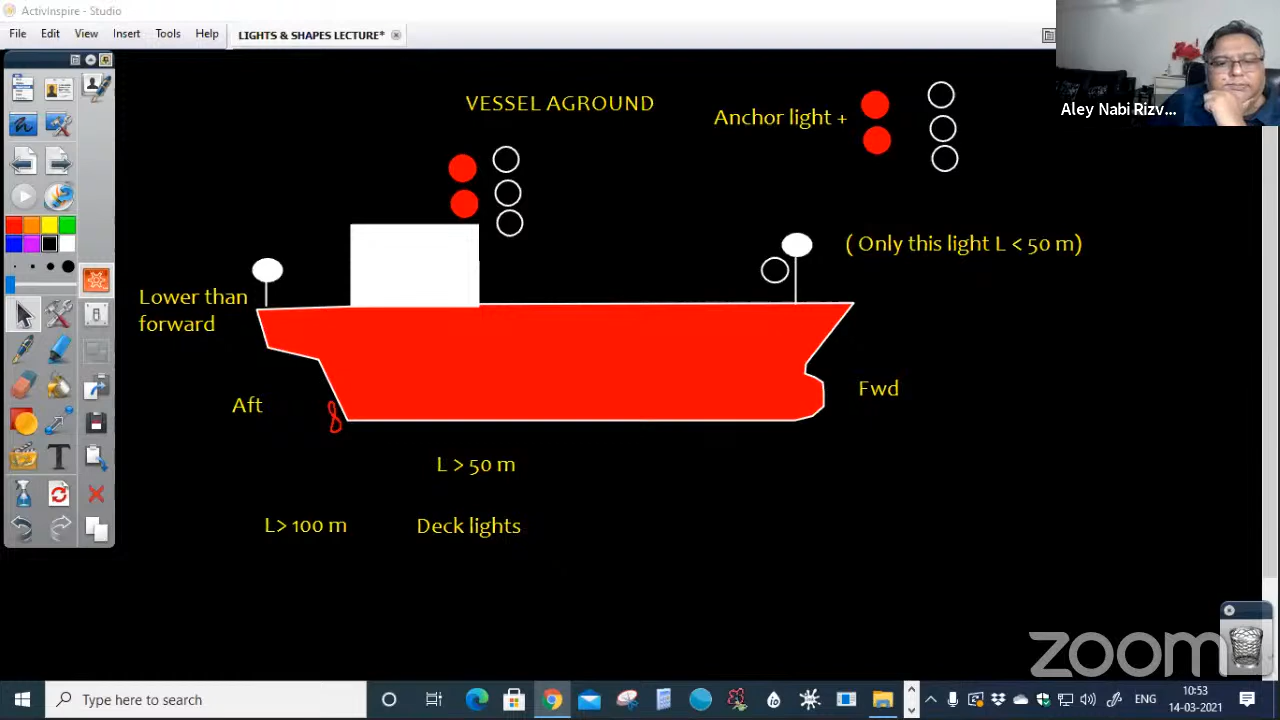 ActivInspire - Studio
File Edit View Insert Tools Help
LIGHTS & SHAPES LECTURE*
VESSEL AGROUND
Anchor light +
Aley Nabi Rizv...
( Only this light L < 50 m)
Lower than
forward
Aft
Fwd
L > 50 m
L> 100 m
Deck lights
zoom
Type here to search
ENG
10:53
14-03-2021